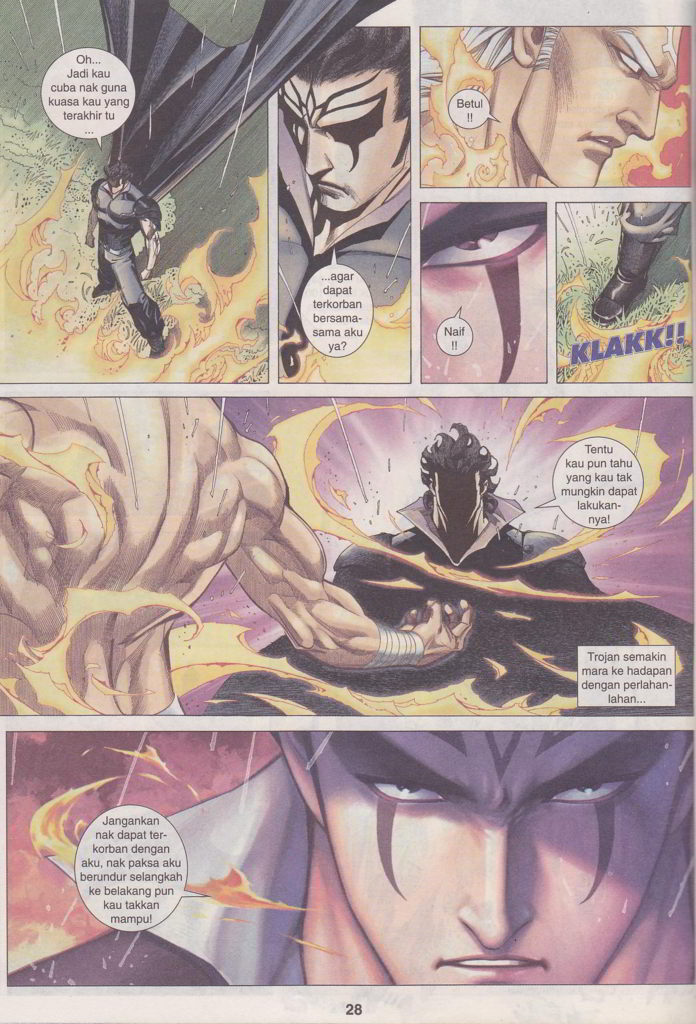 Oh...
Jadi kau
cuba nak guna
kuasa kau yang
terakhir tu
...
...agar
dapat
terkorban
bersama-
sama aku
ya?
Betul
!!
Naif
!!
KLAKK!!
Tentu
kau pun tahu
yang kau tak
mungkin dapat
lakukan-
nya!
Trojan semakin
mara ke hadapan
dengan perlahan-
lahan...
Jangankan
nak dapat ter-
korban dengan
aku, nak paksa aku
berundur selangkah
ke belakang pun
kau takkan
mampu!
28